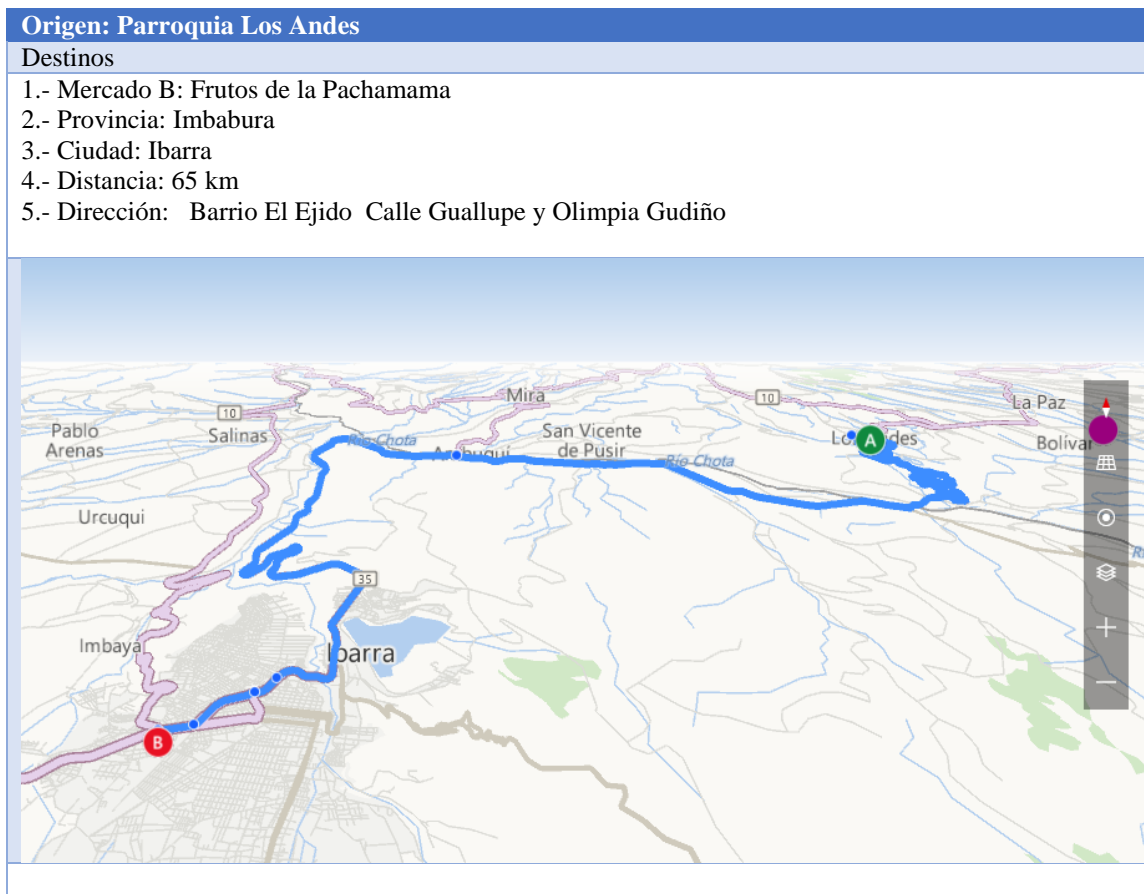 Origen: Parroquia Los Andes
Destinos
1.- Mercado B: Frutos de la Pachamama
2.- Provincia: Imbabura
3.- Ciudad: Ibarra
4.- Distancia: 65 km
5.- Dirección: Barrio El Ejido Calle Guallupe y Olimpia Gudiño
Mira
10
La Paz
10
Pablo
Arenas
Salinas
Río Chota
San Vicente
de Pusir
A
Bolívar
Río Chota
Urcuqui
35
Imbaya
Ibarra
B